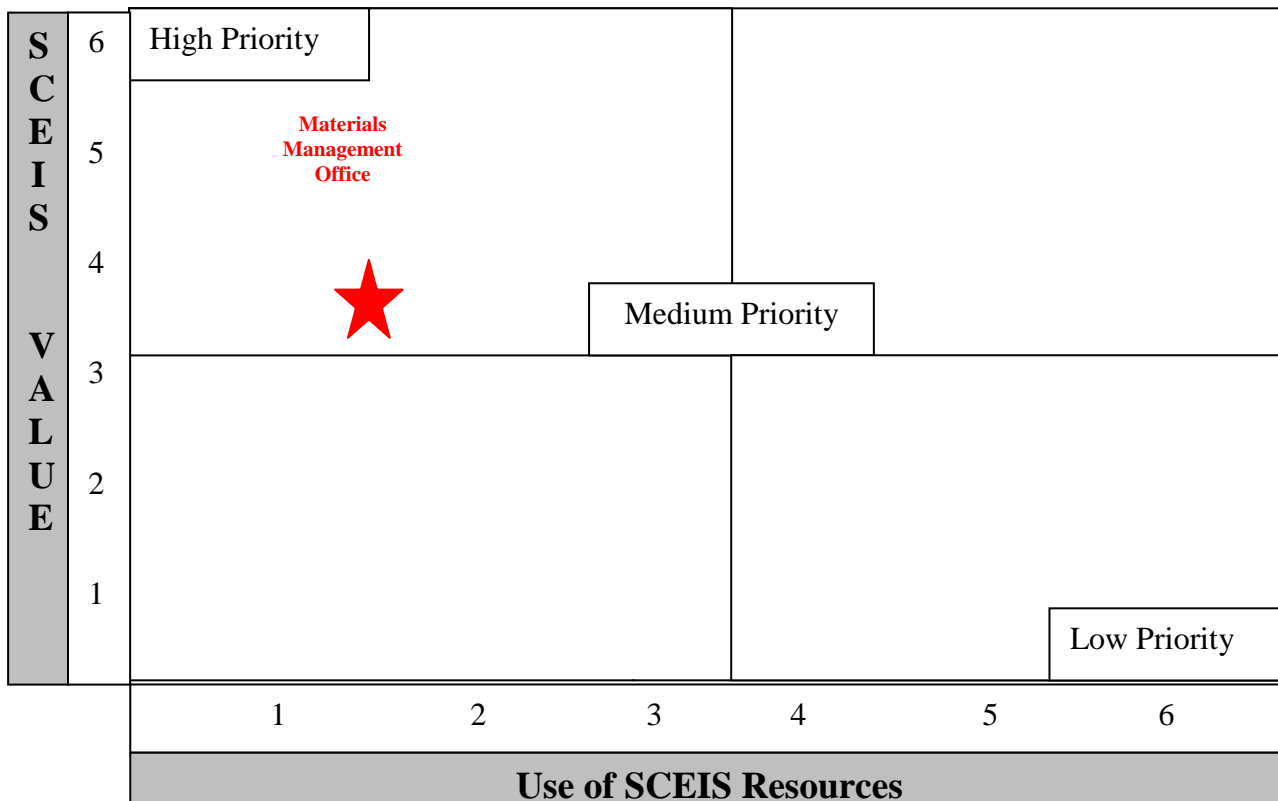 SCEIS VALUE
6
High Priority
Materials
Management
Office
5
4
Medium Priority
3
2
1
Low Priority
1 2 3 4 5 6
Use of SCEIS Resources